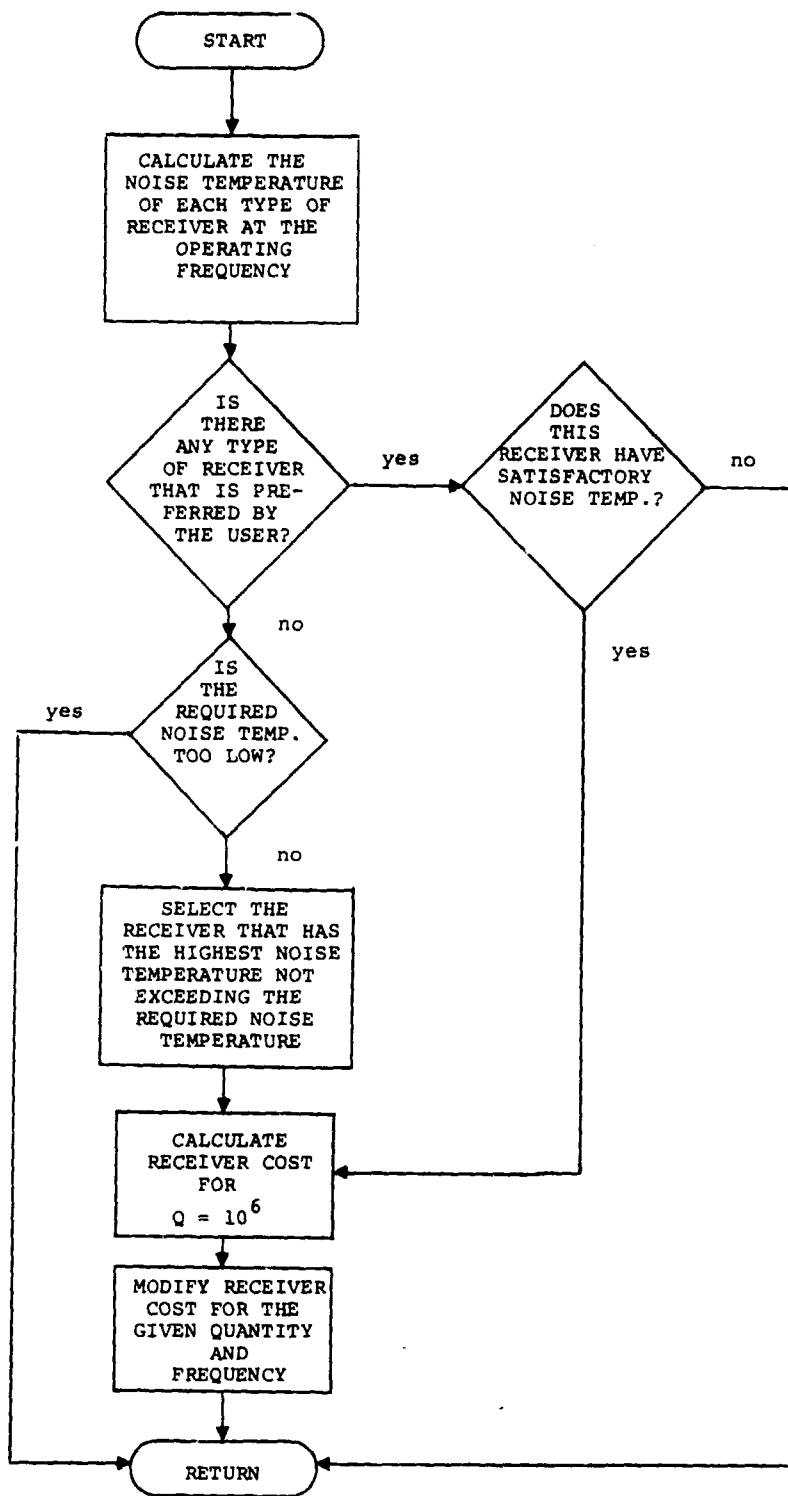 START
CALCULATE THE
NOISE TEMPERATURE
OF EACH TYPE OF
RECEIVER AT THE
OPERATING
FREQUENCY
IS
THERE
ANY TYPE
OF RECEIVER
THAT IS PRE-
FERRED BY
THE USER?
yes
DOES
THIS
RECEIVER HAVE
SATISFACTORY
NOISE TEMP.?
no
no
yes
IS
THE
REQUIRED
NOISE TEMP.
TOO LOW?
yes
no
SELECT THE
RECEIVER THAT HAS
THE HIGHEST NOISE
TEMPERATURE NOT
EXCEEDING THE
REQUIRED NOISE
TEMPERATURE
CALCULATE
RECEIVER COST
FOR
Q = 10^6
MODIFY RECEIVER
COST FOR THE
GIVEN QUANTITY
AND
FREQUENCY
RETURN